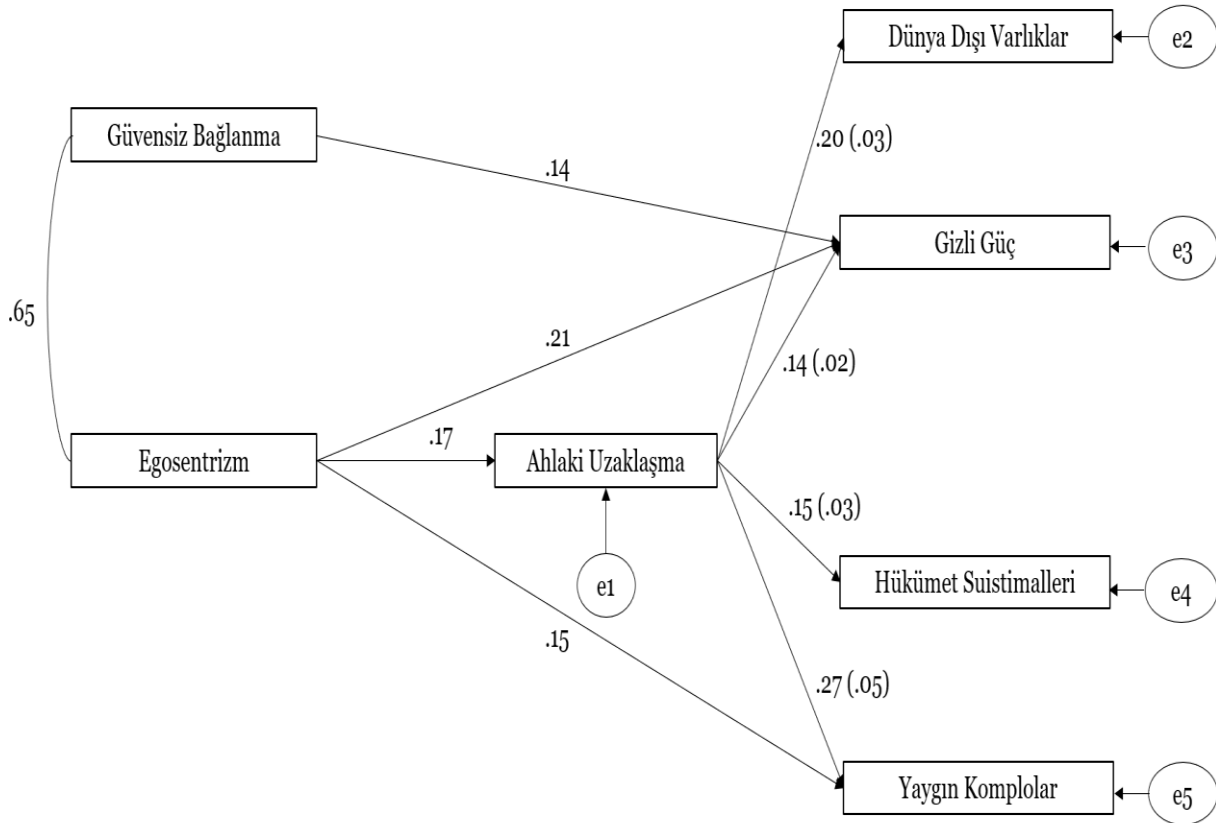 Dünya Dışı Varlıklar
e2
Güvensiz Bağlanma
.20 (.03)
.14
Gizli Güç
e3
.65
.21
.14 (.02)
.17
Egosentrizm
Ahlaki Uzaklaşma
.15 (.03)
e1
Hükümet Suistimalleri
e4
.15
.27 (.05)
Yaygın Komplolar
e5